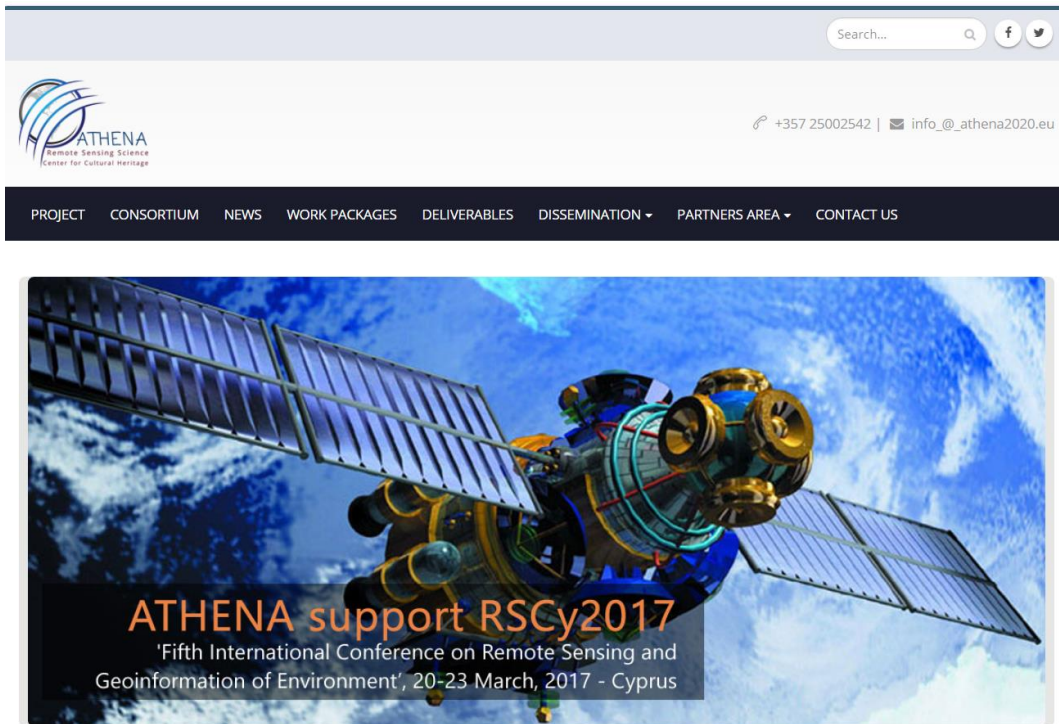 Search...
ATHENA
Remote Sensing Science
Center for Cultural Heritage
+357 25002542 | info_@_athena2020.eu
PROJECT CONSORTIUM NEWS WORK PACKAGES DELIVERABLES DISSEMINATION PARTNERS AREA CONTACT US
ATHENA support RSCy2017
'Fifth International Conference on Remote Sensing and
Geoinformation of Environment', 20-23 March, 2017 - Cyprus